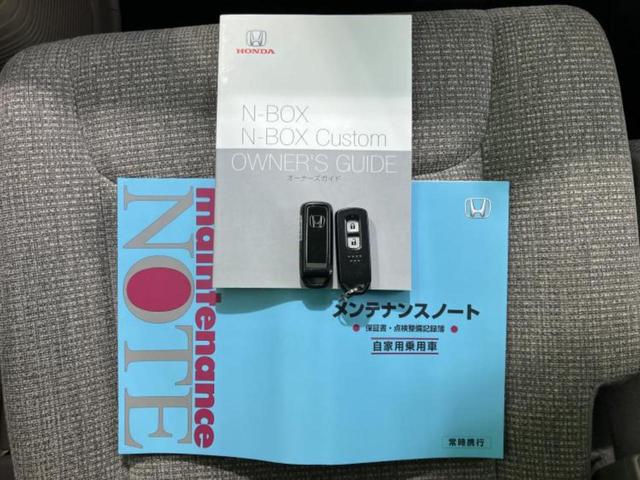 HONDA
N-BOX
N-BOX Custom
OWNER'S GUIDE
オーナーズガイド
maintenance
NOTE
メンテナンスノート
保証書・点検整備記録簿
自家用乗用車
常時携行